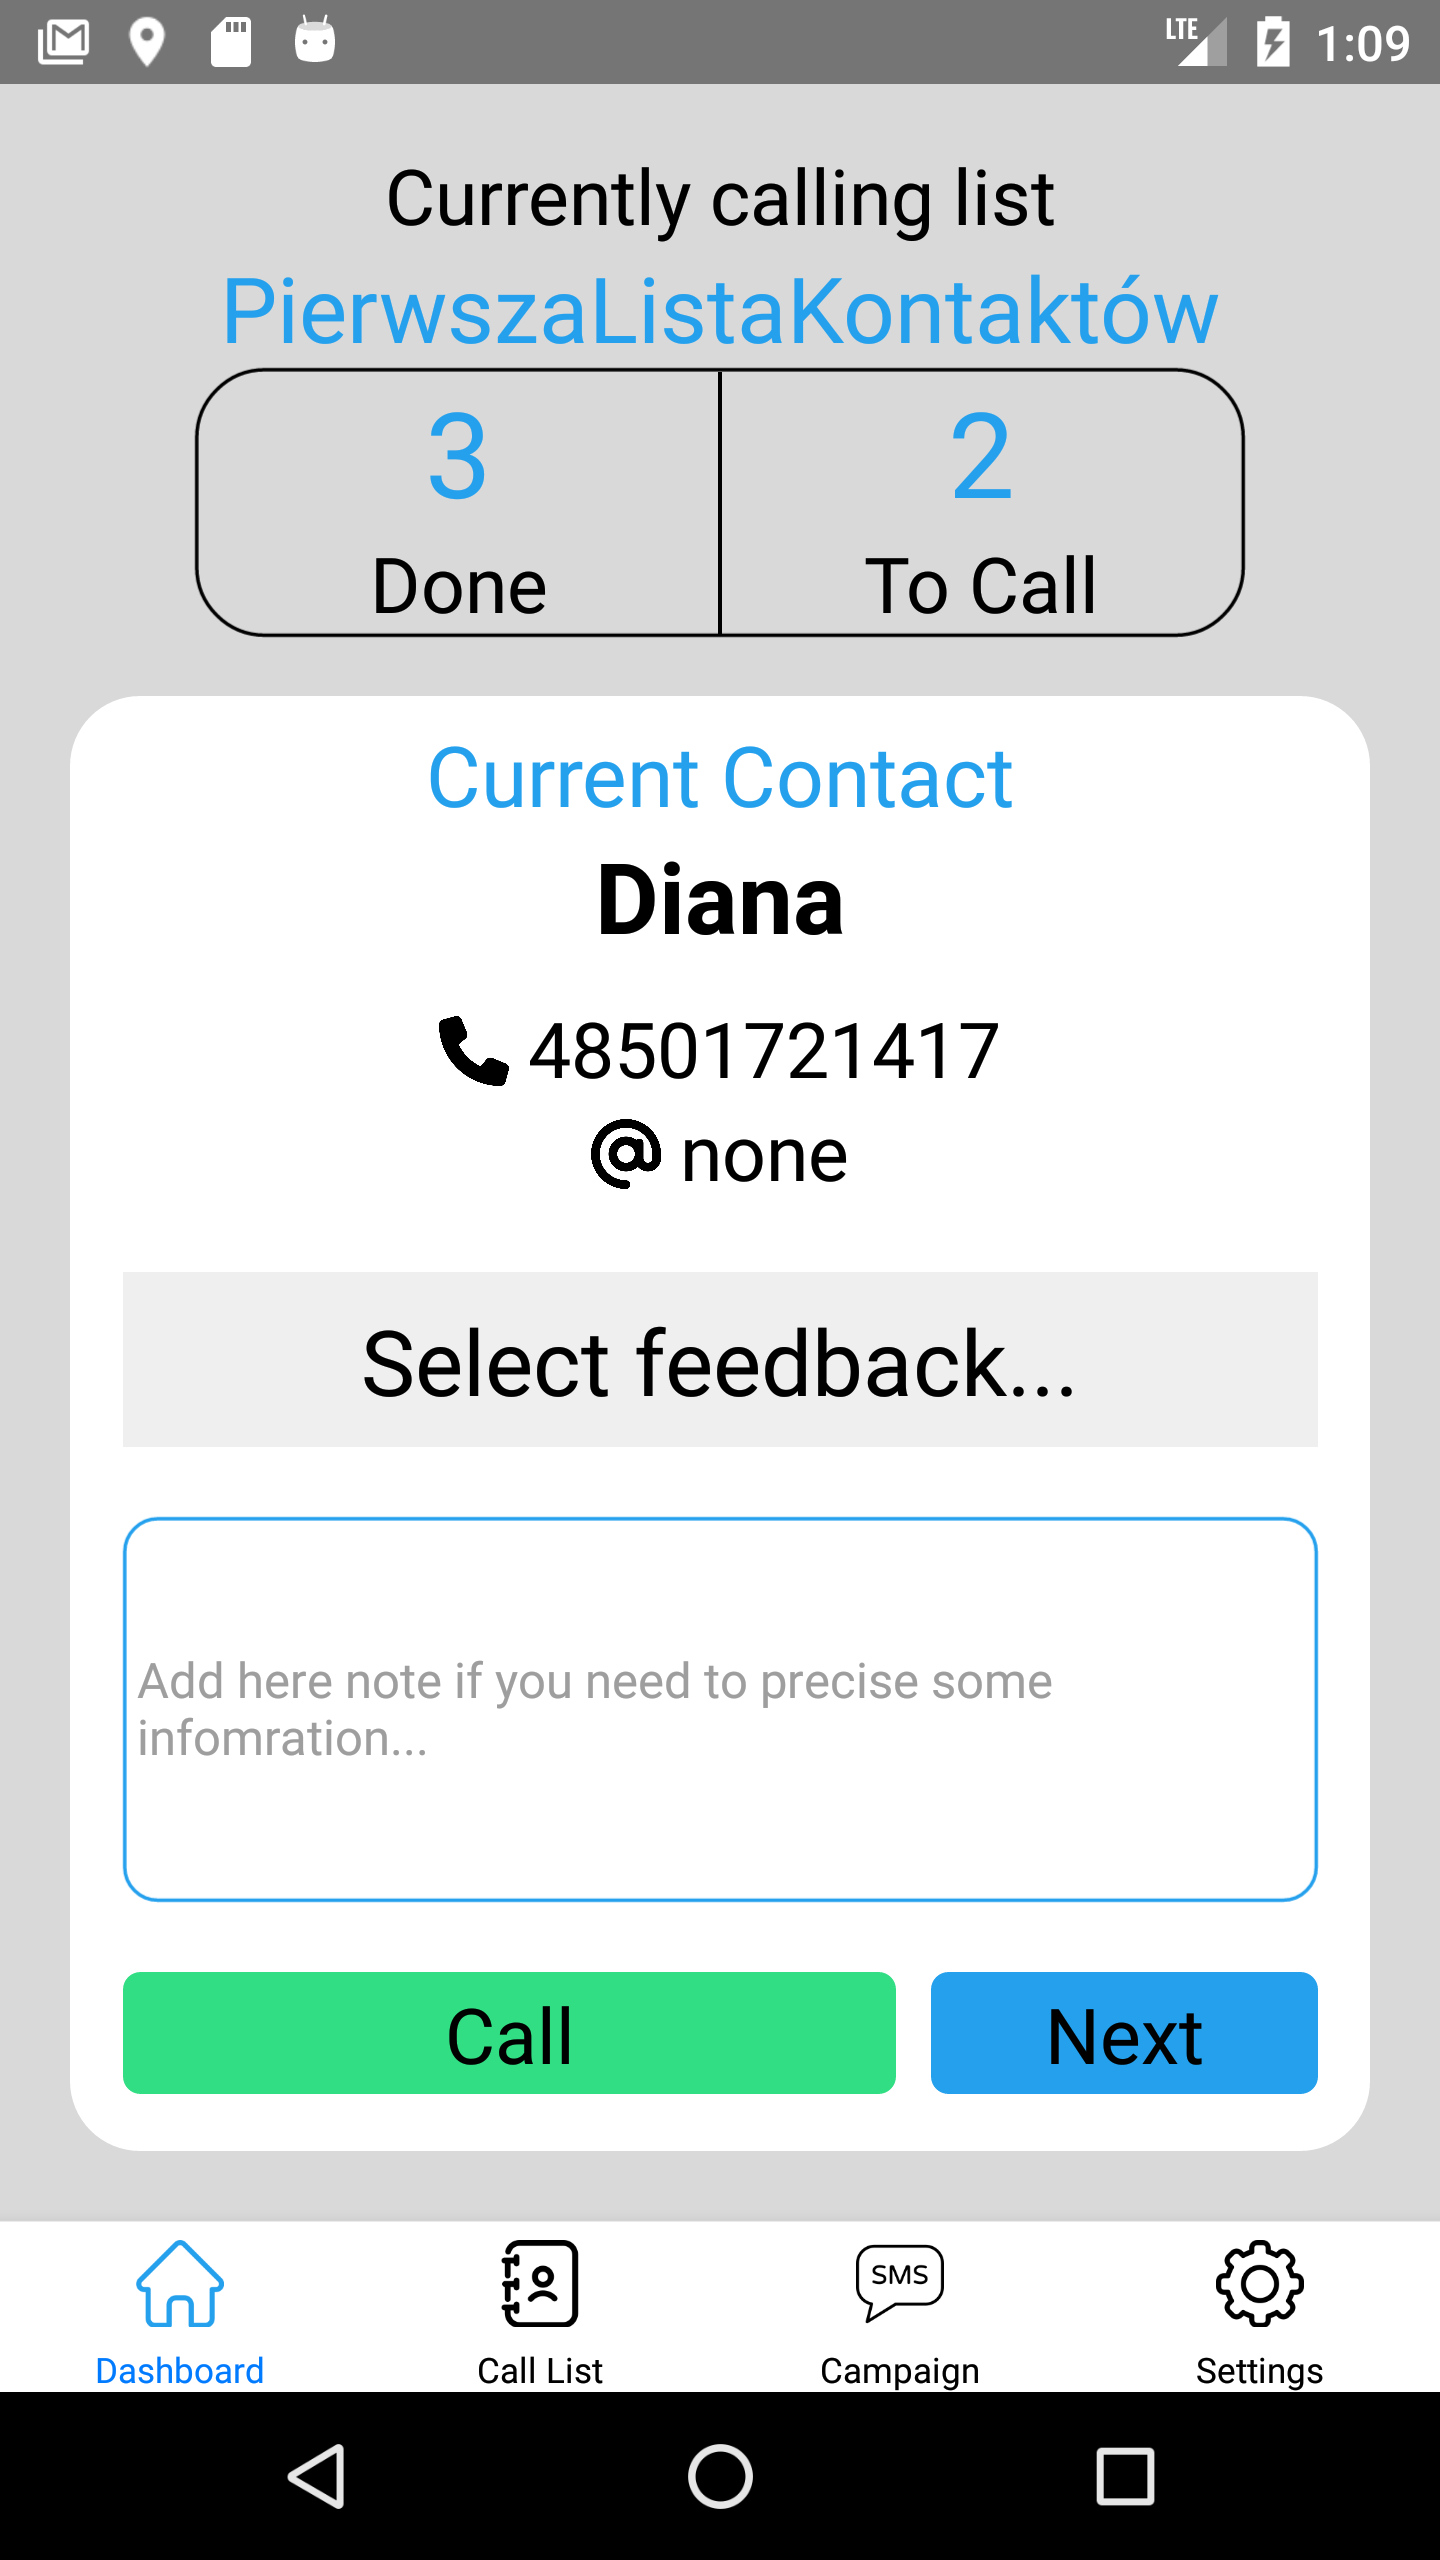 LTE 1:09
Currently calling list
PierwszaListaKontaktów
3 2
Done To Call
Current Contact
Diana
48501721417
@ none
Select feedback...
Add here note if you need to precise some
infomration...
Call Next
SMS
Dashboard Call List Campaign Settings